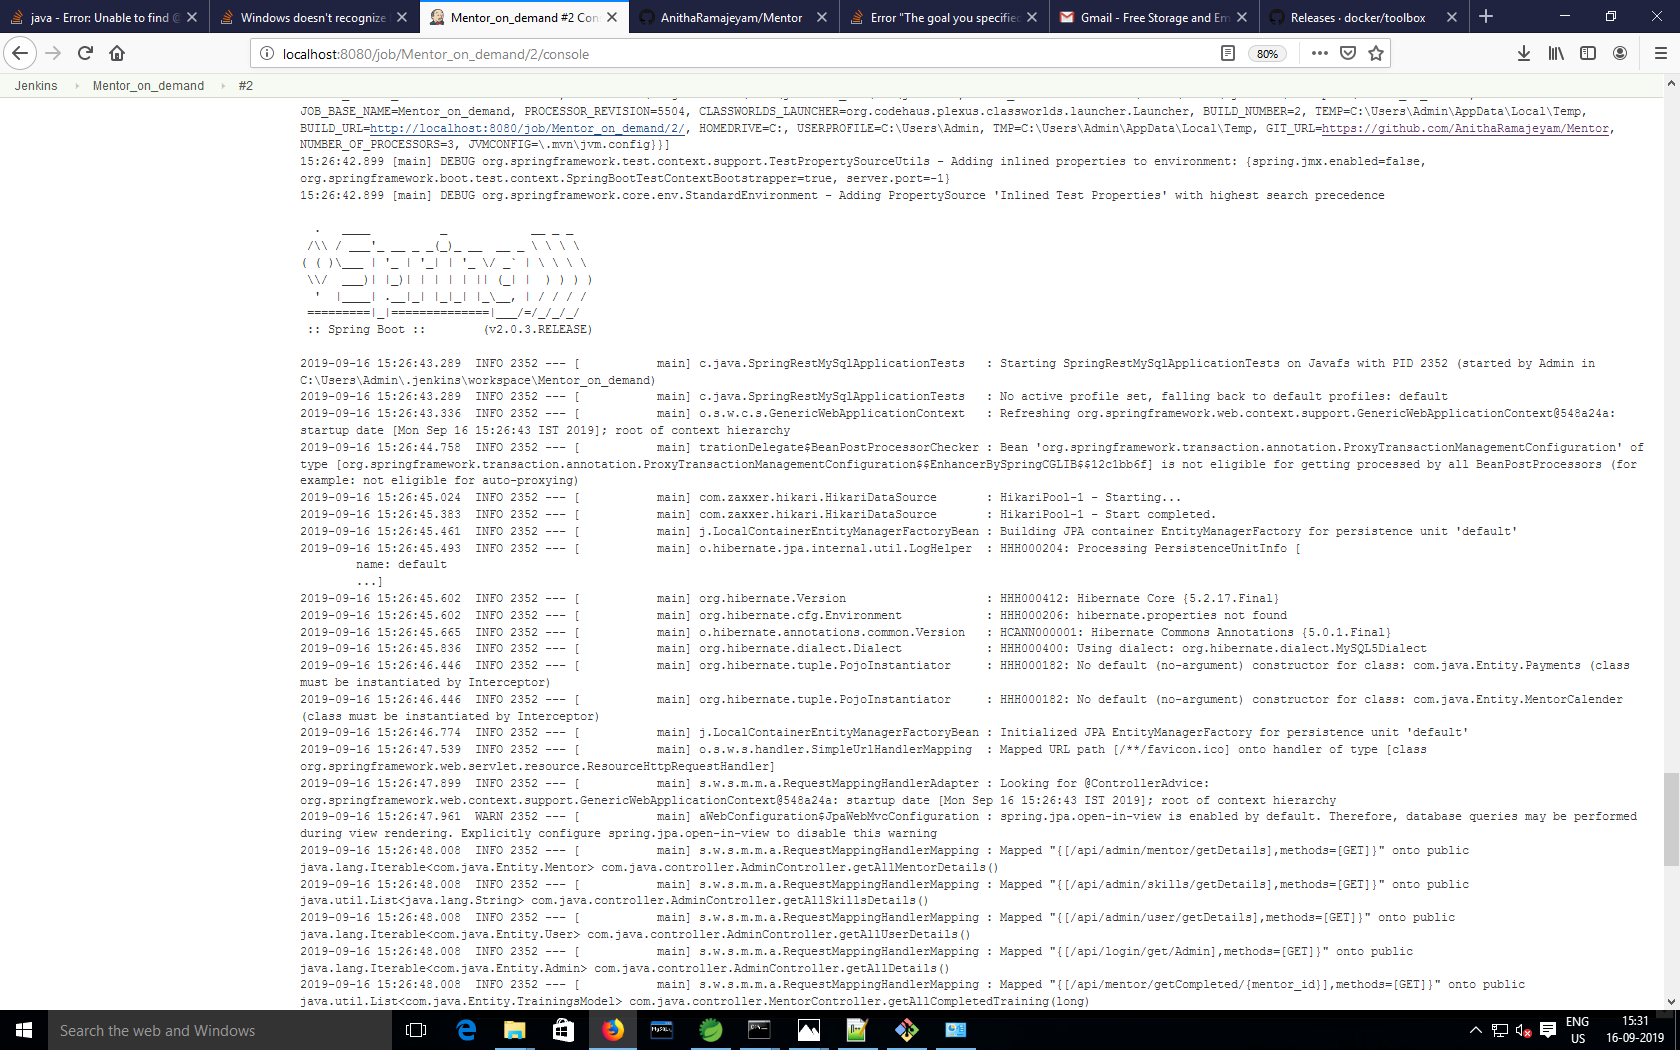 java - Error: Unable to find @
Windows doesn't recognize
Mentor_on_demand #2 Con
AnithaRamajeyam/Mentor
Error "The goal you specified
Gmail - Free Storage and Em
Releases · docker/toolbox
localhost:8080/job/Mentor_on_demand/2/console
80%
Jenkins
Mentor_on_demand
#2
JOB_BASE_NAME=Mentor_on_demand, PROCESSOR_REVISION=5504, CLASSWORLDS_LAUNCHER=org.codehaus.plexus.classworlds.launcher.Launcher, BUILD_NUMBER=2, TEMP=C:\Users\Admin\AppData\Local\Temp,
BUILD_URL=http://localhost:8080/job/Mentor_on_demand/2/, HOMEDRIVE=C:, USERPROFILE=C:\Users\Admin, TMP=C:\Users\Admin\AppData\Local\Temp, GIT_URL=https://github.com/AnithaRamajeyam/Mentor,
NUMBER_OF_PROCESSORS=3, JVMCONFIG=\.mvn\jvm.config}}]
15:26:42.899 [main] DEBUG org.springframework.test.context.support.TestPropertySourceUtils - Adding inlined properties to environment: {spring.jmx.enabled=false,
org.springframework.boot.test.context.SpringBootTestContextBootstrapper=true, server.port=-1}
15:26:42.899 [main] DEBUG org.springframework.core.env.StandardEnvironment - Adding PropertySource 'Inlined Test Properties' with highest search precedence
  .   ____          _            __ _ _
 /\\ / ___'_ __ _ _(_)_ __  __ _ \ \ \ \
( ( )\___ | '_ | '_| | '_ \/ _` | \ \ \ \
 \\/  ___)| |_)| | | | | || (_| |  ) ) ) )
  '  |____| .__|_| |_|_| |_\__, | / / / /
 =========|_|==============|___/=/_/_/_/
 :: Spring Boot ::        (v2.0.3.RELEASE)
2019-09-16 15:26:43.289  INFO 2352 --- [           main] c.java.SpringRestMySqlApplicationTests   : Starting SpringRestMySqlApplicationTests on Javafs with PID 2352 (started by Admin in
C:\Users\Admin\.jenkins\workspace\Mentor_on_demand)
2019-09-16 15:26:43.289  INFO 2352 --- [           main] c.java.SpringRestMySqlApplicationTests   : No active profile set, falling back to default profiles: default
2019-09-16 15:26:43.336  INFO 2352 --- [           main] o.s.w.c.s.GenericWebApplicationContext   : Refreshing org.springframework.web.context.support.GenericWebApplicationContext@548a24a:
startup date [Mon Sep 16 15:26:43 IST 2019]; root of context hierarchy
2019-09-16 15:26:44.758  INFO 2352 --- [           main] trationDelegate$BeanPostProcessorChecker : Bean 'org.springframework.transaction.annotation.ProxyTransactionManagementConfiguration' of
type [org.springframework.transaction.annotation.ProxyTransactionManagementConfiguration$$EnhancerBySpringCGLIB$$12c1bb6f] is not eligible for getting processed by all BeanPostProcessors (for
example: not eligible for auto-proxying)
2019-09-16 15:26:45.024  INFO 2352 --- [           main] com.zaxxer.hikari.HikariDataSource       : HikariPool-1 - Starting...
2019-09-16 15:26:45.383  INFO 2352 --- [           main] com.zaxxer.hikari.HikariDataSource       : HikariPool-1 - Start completed.
2019-09-16 15:26:45.461  INFO 2352 --- [           main] j.LocalContainerEntityManagerFactoryBean : Building JPA container EntityManagerFactory for persistence unit 'default'
2019-09-16 15:26:45.493  INFO 2352 --- [           main] o.hibernate.jpa.internal.util.LogHelper  : HHH000204: Processing PersistenceUnitInfo [
	name: default
	...]
2019-09-16 15:26:45.602  INFO 2352 --- [           main] org.hibernate.Version                    : HHH000412: Hibernate Core {5.2.17.Final}
2019-09-16 15:26:45.602  INFO 2352 --- [           main] org.hibernate.cfg.Environment            : HHH000206: hibernate.properties not found
2019-09-16 15:26:45.665  INFO 2352 --- [           main] o.hibernate.annotations.common.Version   : HCANN000001: Hibernate Commons Annotations {5.0.1.Final}
2019-09-16 15:26:45.836  INFO 2352 --- [           main] org.hibernate.dialect.Dialect            : HHH000400: Using dialect: org.hibernate.dialect.MySQL5Dialect
2019-09-16 15:26:46.446  INFO 2352 --- [           main] org.hibernate.tuple.PojoInstantiator     : HHH000182: No default (no-argument) constructor for class: com.java.Entity.Payments (class
must be instantiated by Interceptor)
2019-09-16 15:26:46.446  INFO 2352 --- [           main] org.hibernate.tuple.PojoInstantiator     : HHH000182: No default (no-argument) constructor for class: com.java.Entity.MentorCalender
(class must be instantiated by Interceptor)
2019-09-16 15:26:46.774  INFO 2352 --- [           main] j.LocalContainerEntityManagerFactoryBean : Initialized JPA EntityManagerFactory for persistence unit 'default'
2019-09-16 15:26:47.539  INFO 2352 --- [           main] o.s.w.s.handler.SimpleUrlHandlerMapping  : Mapped URL path [/**/favicon.ico] onto handler of type [class
org.springframework.web.servlet.resource.ResourceHttpRequestHandler]
2019-09-16 15:26:47.899  INFO 2352 --- [           main] s.w.s.m.m.a.RequestMappingHandlerAdapter : Looking for @ControllerAdvice:
org.springframework.web.context.support.GenericWebApplicationContext@548a24a: startup date [Mon Sep 16 15:26:43 IST 2019]; root of context hierarchy
2019-09-16 15:26:47.961  WARN 2352 --- [           main] aWebConfiguration$JpaWebMvcConfiguration : spring.jpa.open-in-view is enabled by default. Therefore, database queries may be performed
during view rendering. Explicitly configure spring.jpa.open-in-view to disable this warning
2019-09-16 15:26:48.008  INFO 2352 --- [           main] s.w.s.m.m.a.RequestMappingHandlerMapping : Mapped "{[/api/admin/mentor/getDetails],methods=[GET]}" onto public
java.lang.Iterable<com.java.Entity.Mentor> com.java.controller.AdminController.getAllMentorDetails()
2019-09-16 15:26:48.008  INFO 2352 --- [           main] s.w.s.m.m.a.RequestMappingHandlerMapping : Mapped "{[/api/admin/skills/getDetails],methods=[GET]}" onto public
java.util.List<java.lang.String> com.java.controller.AdminController.getAllSkillsDetails()
2019-09-16 15:26:48.008  INFO 2352 --- [           main] s.w.s.m.m.a.RequestMappingHandlerMapping : Mapped "{[/api/admin/user/getDetails],methods=[GET]}" onto public
java.lang.Iterable<com.java.Entity.User> com.java.controller.AdminController.getAllUserDetails()
2019-09-16 15:26:48.008  INFO 2352 --- [           main] s.w.s.m.m.a.RequestMappingHandlerMapping : Mapped "{[/api/login/get/Admin],methods=[GET]}" onto public
java.lang.Iterable<com.java.Entity.Admin> com.java.controller.AdminController.getAllDetails()
2019-09-16 15:26:48.008  INFO 2352 --- [           main] s.w.s.m.m.a.RequestMappingHandlerMapping : Mapped "{[/api/mentor/getCompleted/{mentor_id}],methods=[GET]}" onto public
java.util.List<com.java.Entity.TrainingsModel> com.java.controller.MentorController.getAllCompletedTraining(long)
Search the web and Windows
ENG
US
15:31
16-09-2019